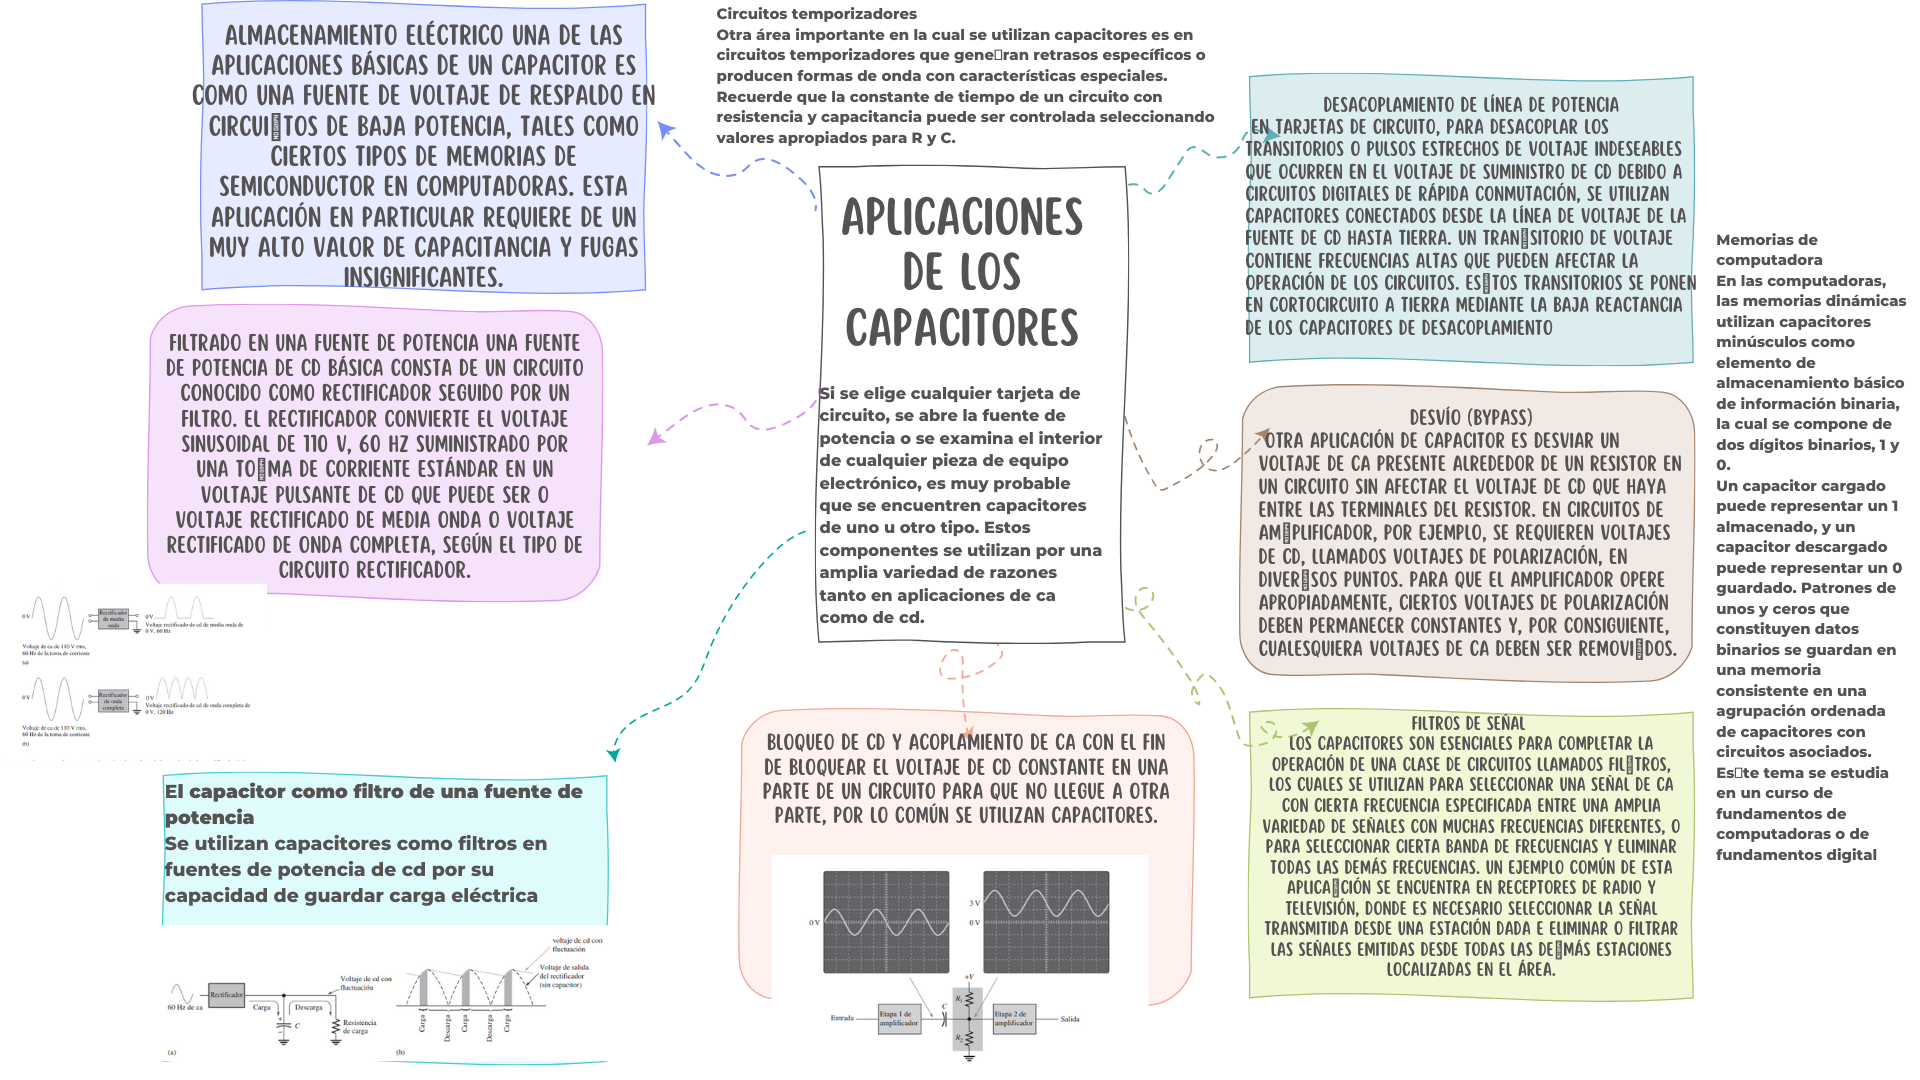 ALMACENAMIENTO ELÉCTRICO UNA DE LAS
APLICACIONES BÁSICAS DE UN CAPACITOR ES
COMO UNA FUENTE DE VOLTAJE DE RESPALDO EN
CIRCUI□TOS DE BAJA POTENCIA, TALES COMO
CIERTOS TIPOS DE MEMORIAS DE
SEMICONDUCTOR EN COMPUTADORAS. ESTA
APLICACIÓN EN PARTICULAR REQUIERE DE UN
MUY ALTO VALOR DE CAPACITANCIA Y FUGAS
INSIGNIFICANTES.
FILTRADO EN UNA FUENTE DE POTENCIA UNA FUENTE
DE POTENCIA DE CD BÁSICA CONSTA DE UN CIRCUITO
CONOCIDO COMO RECTIFICADOR SEGUIDO POR UN
FILTRO. EL RECTIFICADOR CONVIERTE EL VOLTAJE
SINUSOIDAL DE 110 V, 60 HZ SUMINISTRADO POR
UNA TO□MA DE CORRIENTE ESTÁNDAR EN UN
VOLTAJE PULSANTE DE CD QUE PUEDE SER O
VOLTAJE RECTIFICADO DE MEDIA ONDA O VOLTAJE
RECTIFICADO DE ONDA COMPLETA, SEGÚN EL TIPO DE
CIRCUITO RECTIFICADOR.
0 V
Rectificador
de media
onda
0 V
Voltaje rectificado de cd de media onda de
0 V, 60 Hz
Voltaje de ca de 110 V rms,
60 Hz de la toma de corriente
(a)
0 V
Rectificador
de onda
completa
0 V
Voltaje rectificado de cd de onda completa de
0 V, 120 Hz
Voltaje de ca de 110 V rms,
60 Hz de la toma de corriente
(b)
El capacitor como filtro de una fuente de
potencia
Se utilizan capacitores como filtros en
fuentes de potencia de cd por su
capacidad de guardar carga eléctrica
60 Hz de ca
Rectificador
Voltaje de cd con
fluctuación
Carga
Descarga
+
−
C
Resistencia
de carga
(a)
voltaje de cd con
fluctuación
Voltaje de salida
del rectificador
(sin capacitor)
Carga
Descarga
Carga
Descarga
Carga
(b)
Circuitos temporizadores
Otra área importante en la cual se utilizan capacitores es en
circuitos temporizadores que gene□ran retrasos específicos o
producen formas de onda con características especiales.
Recuerde que la constante de tiempo de un circuito con
resistencia y capacitancia puede ser controlada seleccionando
valores apropiados para R y C.
APLICACIONES
DE LOS
CAPACITORES
Si se elige cualquier tarjeta de
circuito, se abre la fuente de
potencia o se examina el interior
de cualquier pieza de equipo
electrónico, es muy probable
que se encuentren capacitores
de uno u otro tipo. Estos
componentes se utilizan por una
amplia variedad de razones
tanto en aplicaciones de ca
como de cd.
BLOQUEO DE CD Y ACOPLAMIENTO DE CA CON EL FIN
DE BLOQUEAR EL VOLTAJE DE CD CONSTANTE EN UNA
PARTE DE UN CIRCUITO PARA QUE NO LLEGUE A OTRA
PARTE, POR LO COMÚN SE UTILIZAN CAPACITORES.
0 V
3 V
0 V
+V
R1
C
Entrada
Etapa 1 de
amplificador
Etapa 2 de
amplificador
Salida
R2
DESACOPLAMIENTO DE LÍNEA DE POTENCIA
EN TARJETAS DE CIRCUITO, PARA DESACOPLAR LOS
TRANSITORIOS O PULSOS ESTRECHOS DE VOLTAJE INDESEABLES
QUE OCURREN EN EL VOLTAJE DE SUMINISTRO DE CD DEBIDO A
CIRCUITOS DIGITALES DE RÁPIDA CONMUTACIÓN, SE UTILIZAN
CAPACITORES CONECTADOS DESDE LA LÍNEA DE VOLTAJE DE LA
FUENTE DE CD HASTA TIERRA. UN TRAN□SITORIO DE VOLTAJE
CONTIENE FRECUENCIAS ALTAS QUE PUEDEN AFECTAR LA
OPERACIÓN DE LOS CIRCUITOS. ES□TOS TRANSITORIOS SE PONEN
EN CORTOCIRCUITO A TIERRA MEDIANTE LA BAJA REACTANCIA
DE LOS CAPACITORES DE DESACOPLAMIENTO
DESVÍO (BYPASS)
OTRA APLICACIÓN DE CAPACITOR ES DESVIAR UN
VOLTAJE DE CA PRESENTE ALREDEDOR DE UN RESISTOR EN
UN CIRCUITO SIN AFECTAR EL VOLTAJE DE CD QUE HAYA
ENTRE LAS TERMINALES DEL RESISTOR. EN CIRCUITOS DE
AM□PLIFICADOR, POR EJEMPLO, SE REQUIEREN VOLTAJES
DE CD, LLAMADOS VOLTAJES DE POLARIZACIÓN, EN
DIVER□SOS PUNTOS. PARA QUE EL AMPLIFICADOR OPERE
APROPIADAMENTE, CIERTOS VOLTAJES DE POLARIZACIÓN
DEBEN PERMANECER CONSTANTES Y, POR CONSIGUIENTE,
CUALESQUIERA VOLTAJES DE CA DEBEN SER REMOVI□DOS.
FILTROS DE SEÑAL
LOS CAPACITORES SON ESENCIALES PARA COMPLETAR LA
OPERACIÓN DE UNA CLASE DE CIRCUITOS LLAMADOS FIL□TROS,
LOS CUALES SE UTILIZAN PARA SELECCIONAR UNA SEÑAL DE CA
CON CIERTA FRECUENCIA ESPECIFICADA ENTRE UNA AMPLIA
VARIEDAD DE SEÑALES CON MUCHAS FRECUENCIAS DIFERENTES, O
PARA SELECCIONAR CIERTA BANDA DE FRECUENCIAS Y ELIMINAR
TODAS LAS DEMÁS FRECUENCIAS. UN EJEMPLO COMÚN DE ESTA
APLICA□CIÓN SE ENCUENTRA EN RECEPTORES DE RADIO Y
TELEVISIÓN, DONDE ES NECESARIO SELECCIONAR LA SEÑAL
TRANSMITIDA DESDE UNA ESTACIÓN DADA E ELIMINAR O FILTRAR
LAS SEÑALES EMITIDAS DESDE TODAS LAS DE□MÁS ESTACIONES
LOCALIZADAS EN EL ÁREA.
Memorias de
computadora
En las computadoras,
las memorias dinámicas
utilizan capacitores
minúsculos como
elemento de
almacenamiento básico
de información binaria,
la cual se compone de
dos dígitos binarios, 1 y
0.
Un capacitor cargado
puede representar un 1
almacenado, y un
capacitor descargado
puede representar un 0
guardado. Patrones de
unos y ceros que
constituyen datos
binarios se guardan en
una memoria
consistente en una
agrupación ordenada
de capacitores con
circuitos asociados.
Es□te tema se estudia
en un curso de
fundamentos de
computadoras o de
fundamentos digital